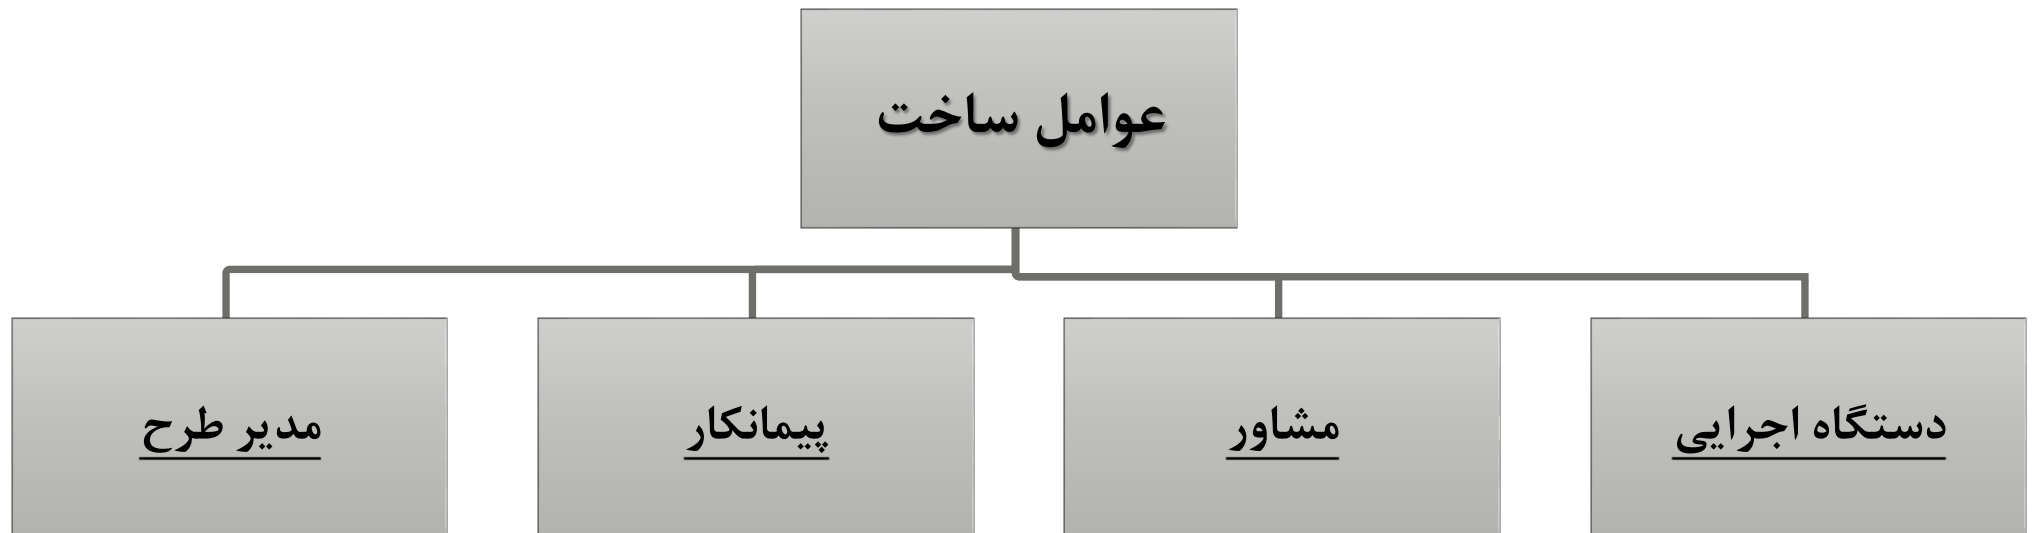 عوامل ساخت
دستگاه اجرایی
مشاور
پیمانکار
مدیر طرح